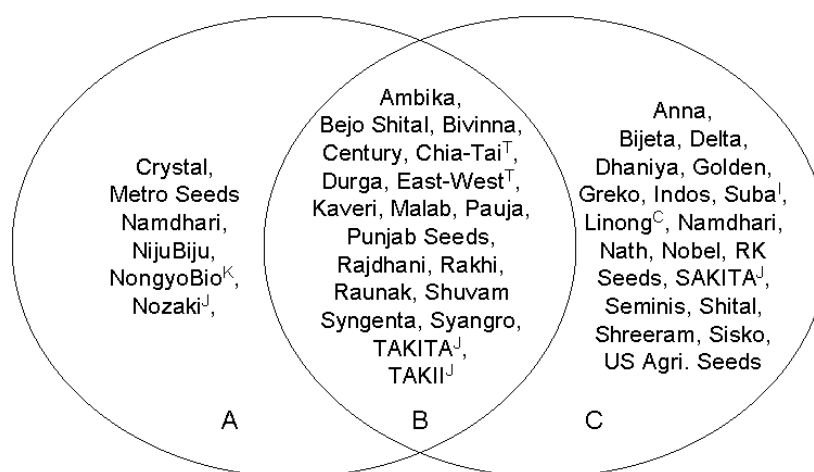 Crystal,
Metro Seeds
Namdhari,
NijuBiju,
NongyoBioᴷ,
Nozakiᴶ,
A
Ambika,
Bejo Shital, Bivinna,
Century, Chia-Taiᵀ,
Durga, East-Westᵀ,
Kaveri, Malab, Pauja,
Punjab Seeds,
Rajdhani, Rakhi,
Raunak, Shuvam
Syngenta, Syangro,
TAKITAᴶ,
TAKIIᴶ
B
Anna,
Bijeta, Delta,
Dhaniya, Golden,
Greko, Indos, Subaᴵ,
Linongᶜ, Namdhari,
Nath, Nobel, RK
Seeds, SAKITAᴶ,
Seminis, Shital,
Shreeram, Sisko,
US Agri. Seeds
C